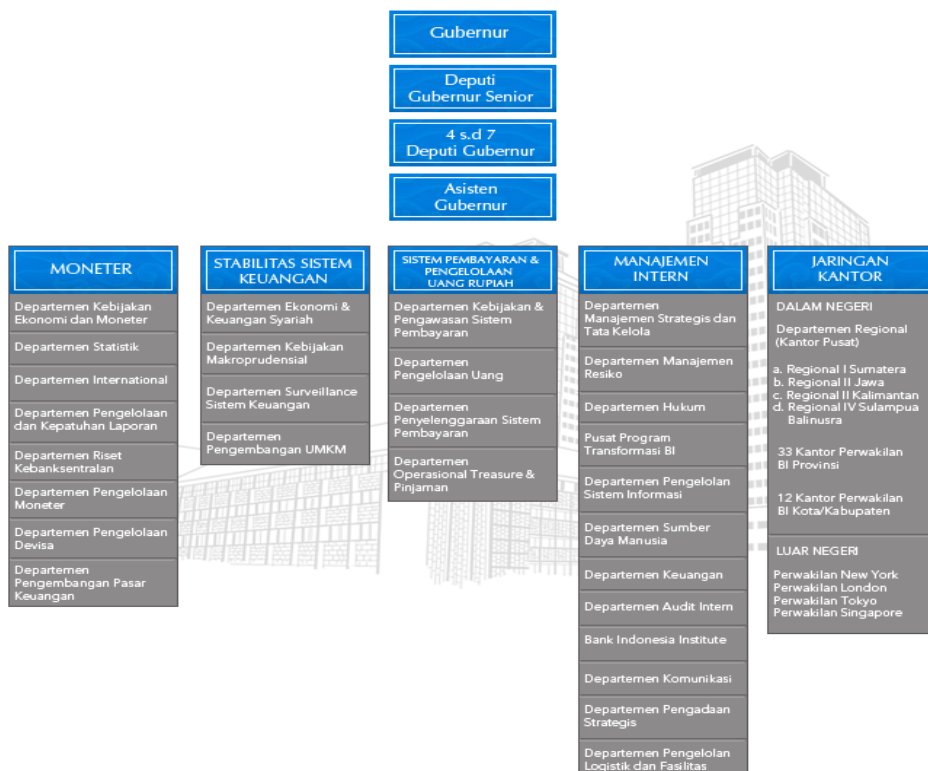 Gubernur
Deputi
Gubernur Senior
4 s.d 7
Deputi Gubernur
Asisten
Gubernur
MONETER
Departemen Kebijakan
Ekonomi dan Moneter
Departemen Statistik
Departemen International
Departemen Pengelolaan
dan Kepatuhan Laporan
Departemen Riset
Kebanksentralan
Departemen Pengelolaan
Moneter
Departemen Pengelolaan
Devisa
Departemen
Pengembangan Pasar
Keuangan
STABILITAS SISTEM
KEUANGAN
Departemen Ekonomi &
Keuangan Syariah
Departemen Kebijakan
Makroprudensial
Departemen Surveillance
Sistem Keuangan
Departemen
Pengembangan UMKM
SISTEM PEMBAYARAN &
PENGELOLAAN
UANG RUPIAH
Departemen Kebijakan &
Pengawasan Sistem
Pembayaran
Departemen
Pengelolaan Uang
Departemen
Penyelenggaraan Sistem
Pembayaran
Departemen
Operasional Treasure &
Pinjaman
MANAJEMEN
INTERN
Departemen
Manajemen Strategis dan
Tata Kelola
Departemen Manajemen
Resiko
Departemen Hukum
Pusat Program
Transformasi BI
Departemen Pengelolan
Sistem Informasi
Departemen Sumber
Daya Manusia
Departemen Keuangan
Departemen Audit Intern
Bank Indonesia Institute
Departemen Komunikasi
Departemen Pengadaan
Strategis
Departemen Pengelolan
Logistik dan Fasilitas
JARINGAN
KANTOR
DALAM NEGERI
Departemen Regional
(Kantor Pusat)
a. Regional I Sumatera
b. Regional II Jawa
c. Regional II Kalimantan
d. Regional IV Sulampua
Balinusra
33 Kantor Perwakilan
BI Provinsi
12 Kantor Perwakilan
BI Kota/Kabupaten
LUAR NEGERI
Perwakilan New York
Perwakilan London
Perwakilan Tokyo
Perwakilan Singapore